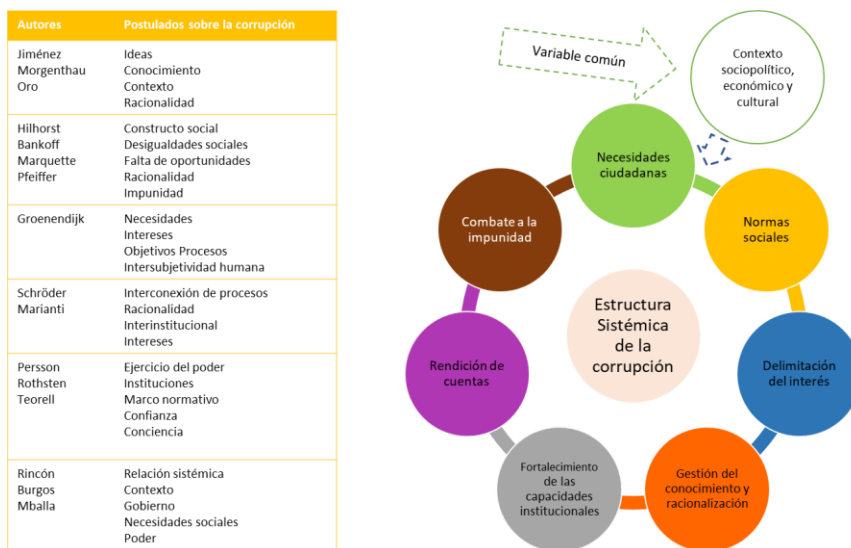 Autores Postulados sobre la corrupción
Jiménez Ideas
Morgenthau Conocimiento
Oro Contexto
Racionalidad
Hilhorst Constructo social
Bankoff Desigualdades sociales
Marquette Falta de oportunidades
Pfeiffer Racionalidad
Impunidad
Groenendijk Necesidades
Intereses
Objetivos Procesos
Intersubjetividad humana
Schröder Interconexión de procesos
Marianti Racionalidad
Interinstitucional
Intereses
Persson Ejercicio del poder
Rothsten Instituciones
Teorell Marco normativo
Confianza
Conciencia
Rincón Relación sistémica
Burgos Contexto
Mballa Gobierno
Necesidades sociales
Poder
Variable común
Contexto
sociopolítico,
económico y
cultural
Necesidades
ciudadanas
Normas
sociales
Delimitación
del interés
Gestión del
conocimiento y
racionalización
Fortalecimiento
de las
capacidades
institucionales
Rendición de
cuentas
Combate a la
impunidad
Estructura
Sistémica
de la
corrupción